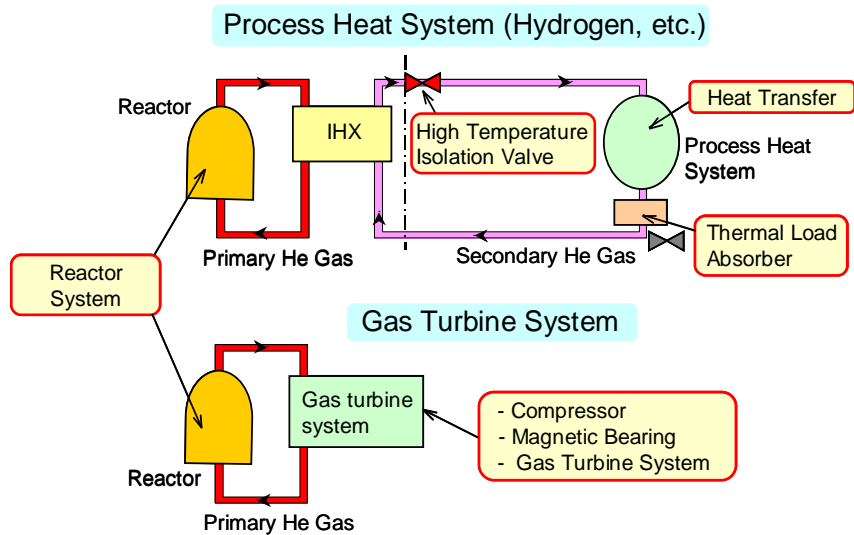 Process Heat System (Hydrogen, etc.)
Reactor
IHX
High Temperature
Isolation Valve
Heat Transfer
Process Heat
System
Primary He Gas
Secondary He Gas
Thermal Load
Absorber
Reactor
System
Gas Turbine System
Gas turbine
system
- Compressor
- Magnetic Bearing
- Gas Turbine System
Reactor
Primary He Gas